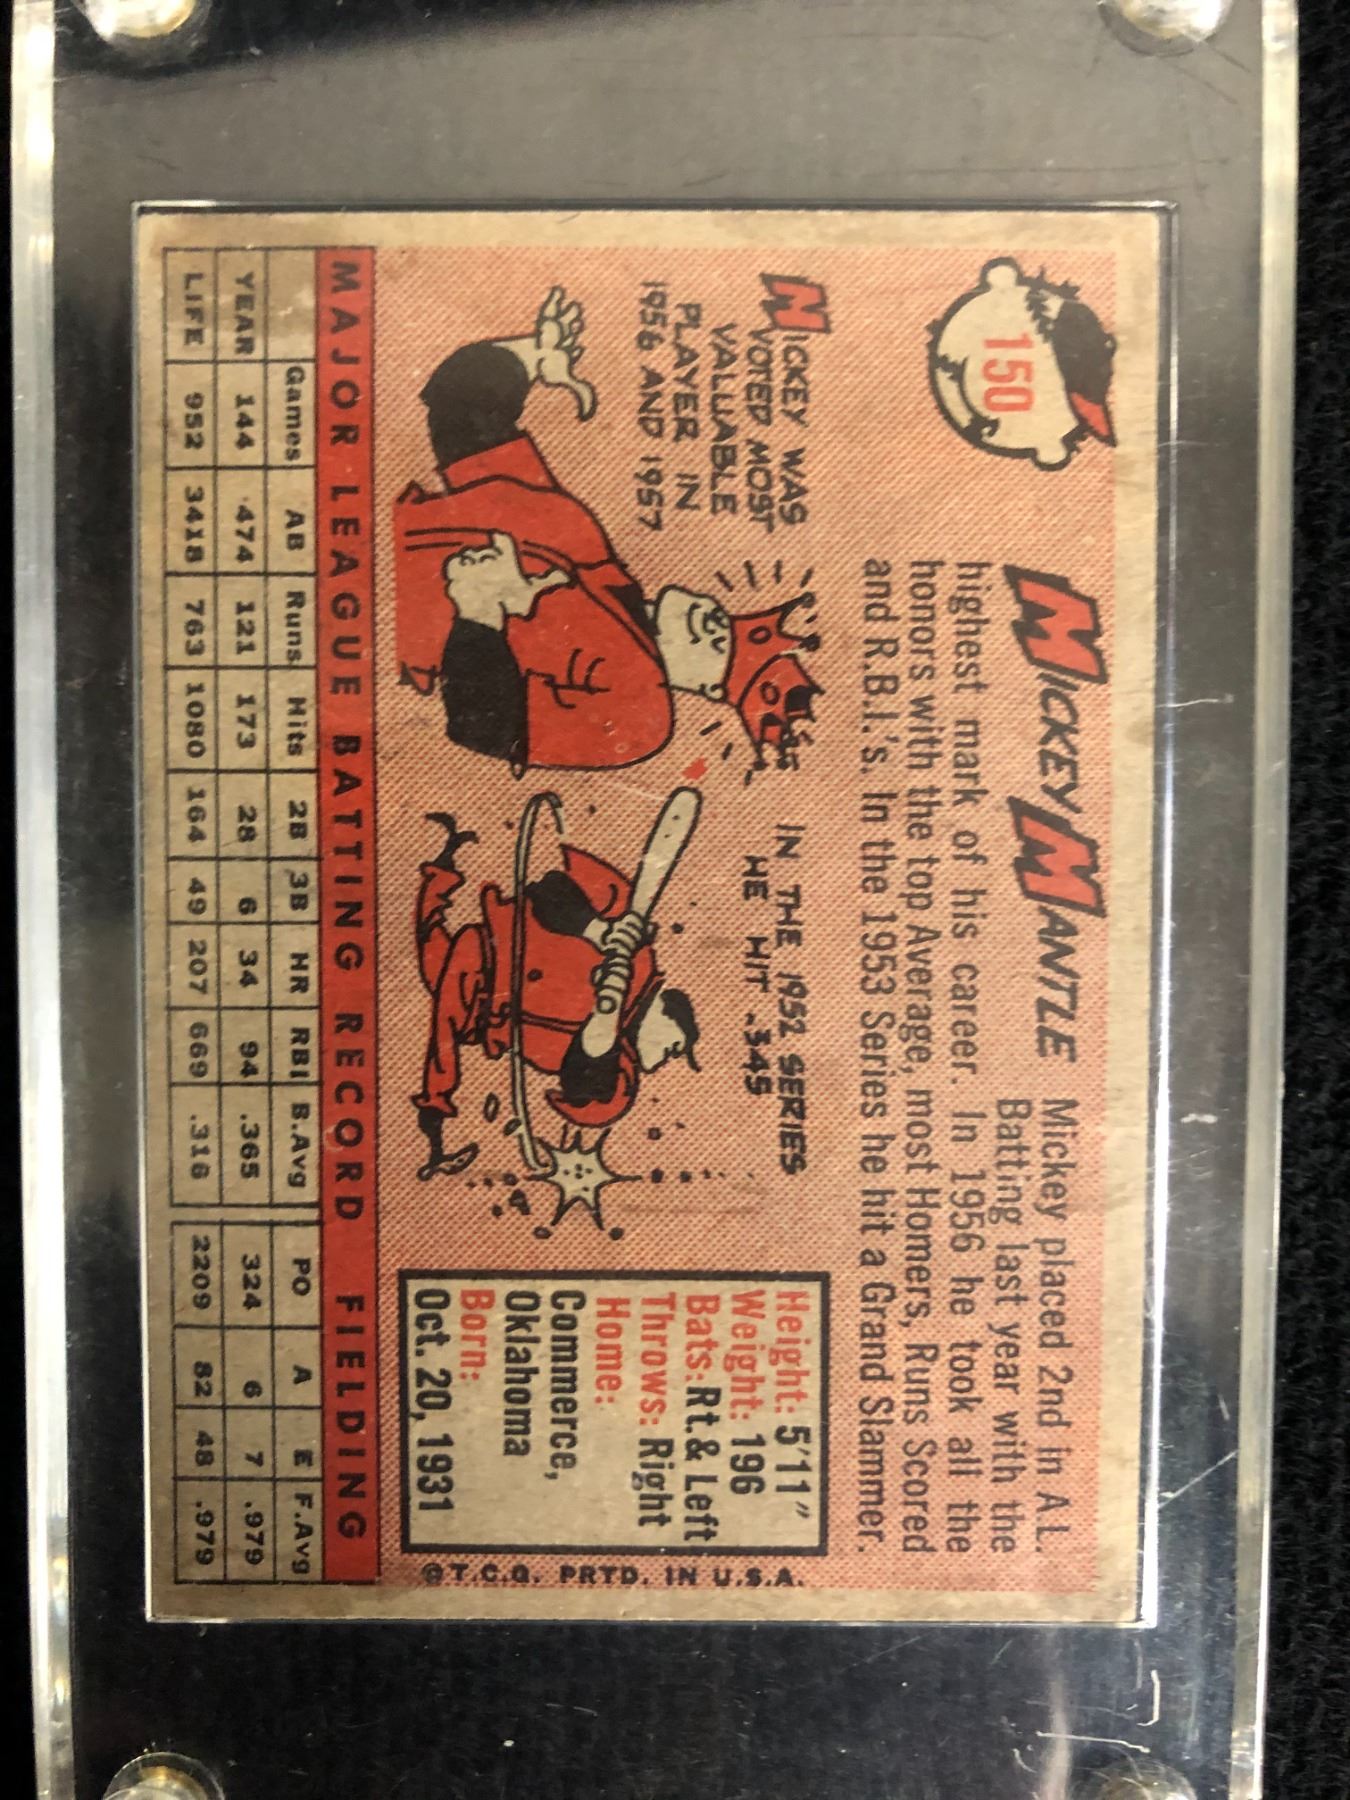 150
MICKEY MANTLE
Mickey placed 2nd in A.L.
Batting last year with the
highest mark of his career. In 1956 he took all the
honors with the top Average, most Homers, Runs Scored
and R.B.I.'s. In the 1953 Series he hit a Grand Slammer.
MICKEY WAS
VOTED MOST
VALUABLE
PLAYER IN
1956 AND 1957
IN THE 1952 SERIES
HE HIT .345
Height: 5'11"
Weight: 196
Bats: Rt. & Left
Throws: Right
Home:
Commerce,
Oklahoma
Born:
Oct. 20, 1931
©T.C.G. PRTD. IN U.S.A.
MAJOR LEAGUE BATTING RECORD FIELDING
Games AB Runs Hits 2B 3B HR RBI B.Avg PO A E F.Avg
YEAR 144 474 121 173 28 6 34 94 .365 324 6 7 .979
LIFE 952 3418 763 1080 164 49 207 669 .316 2209 82 48 .979